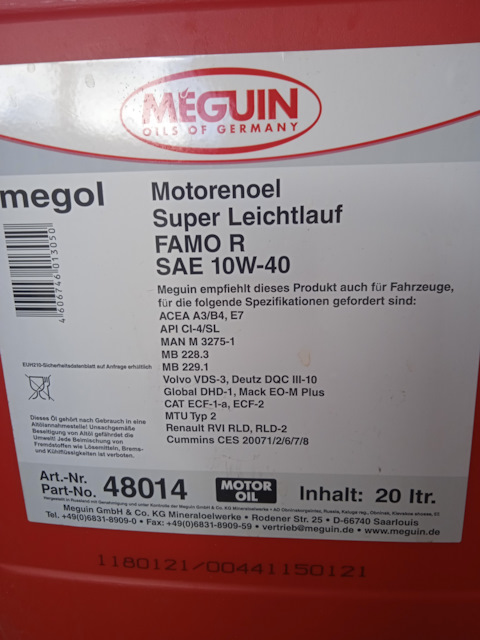 MEGUIN
OILS OF GERMANY
megol
Motorenoel
Super Leichtlauf
FAMO R
SAE 10W-40
4 606746 013050
Meguin empfiehlt dieses Produkt auch für Fahrzeuge,
für die folgende Spezifikationen gefordert sind:
ACEA A3/B4, E7
API CI-4/SL
MAN M 3275-1
MB 228.3
MB 229.1
Volvo VDS-3, Deutz DQC III-10
Global DHD-1, Mack EO-M Plus
CAT ECF-1-a, ECF-2
MTU Typ 2
Renault RVI RLD, RLD-2
Cummins CES 20071/2/6/7/8
EUH210-Sicherheitsdatenblatt auf Anfrage erhältlich
Dieses Öl gehört nach Gebrauch in eine
Altölannahmestelle! Unsachgemäße
Beseitigung von Altöl gefährdet die
Umwelt! Jede Beimischung von
Fremdstoffen wie Lösemitteln, Brems-
und Kühlflüssigkeiten ist verboten.
Art.-Nr.
Part-No. 48014
MOTOR
OIL
Inhalt: 20 ltr.
Meguin GmbH & Co. KG Mineraloelwerke • Rodener Str. 25 • D-66740 Saarlouis
Tel. +49(0)6831-8909-0 • Fax: +49(0)6831-8909-59 • vertrieb@meguin.de • www.meguin.de
1180121/00441150121